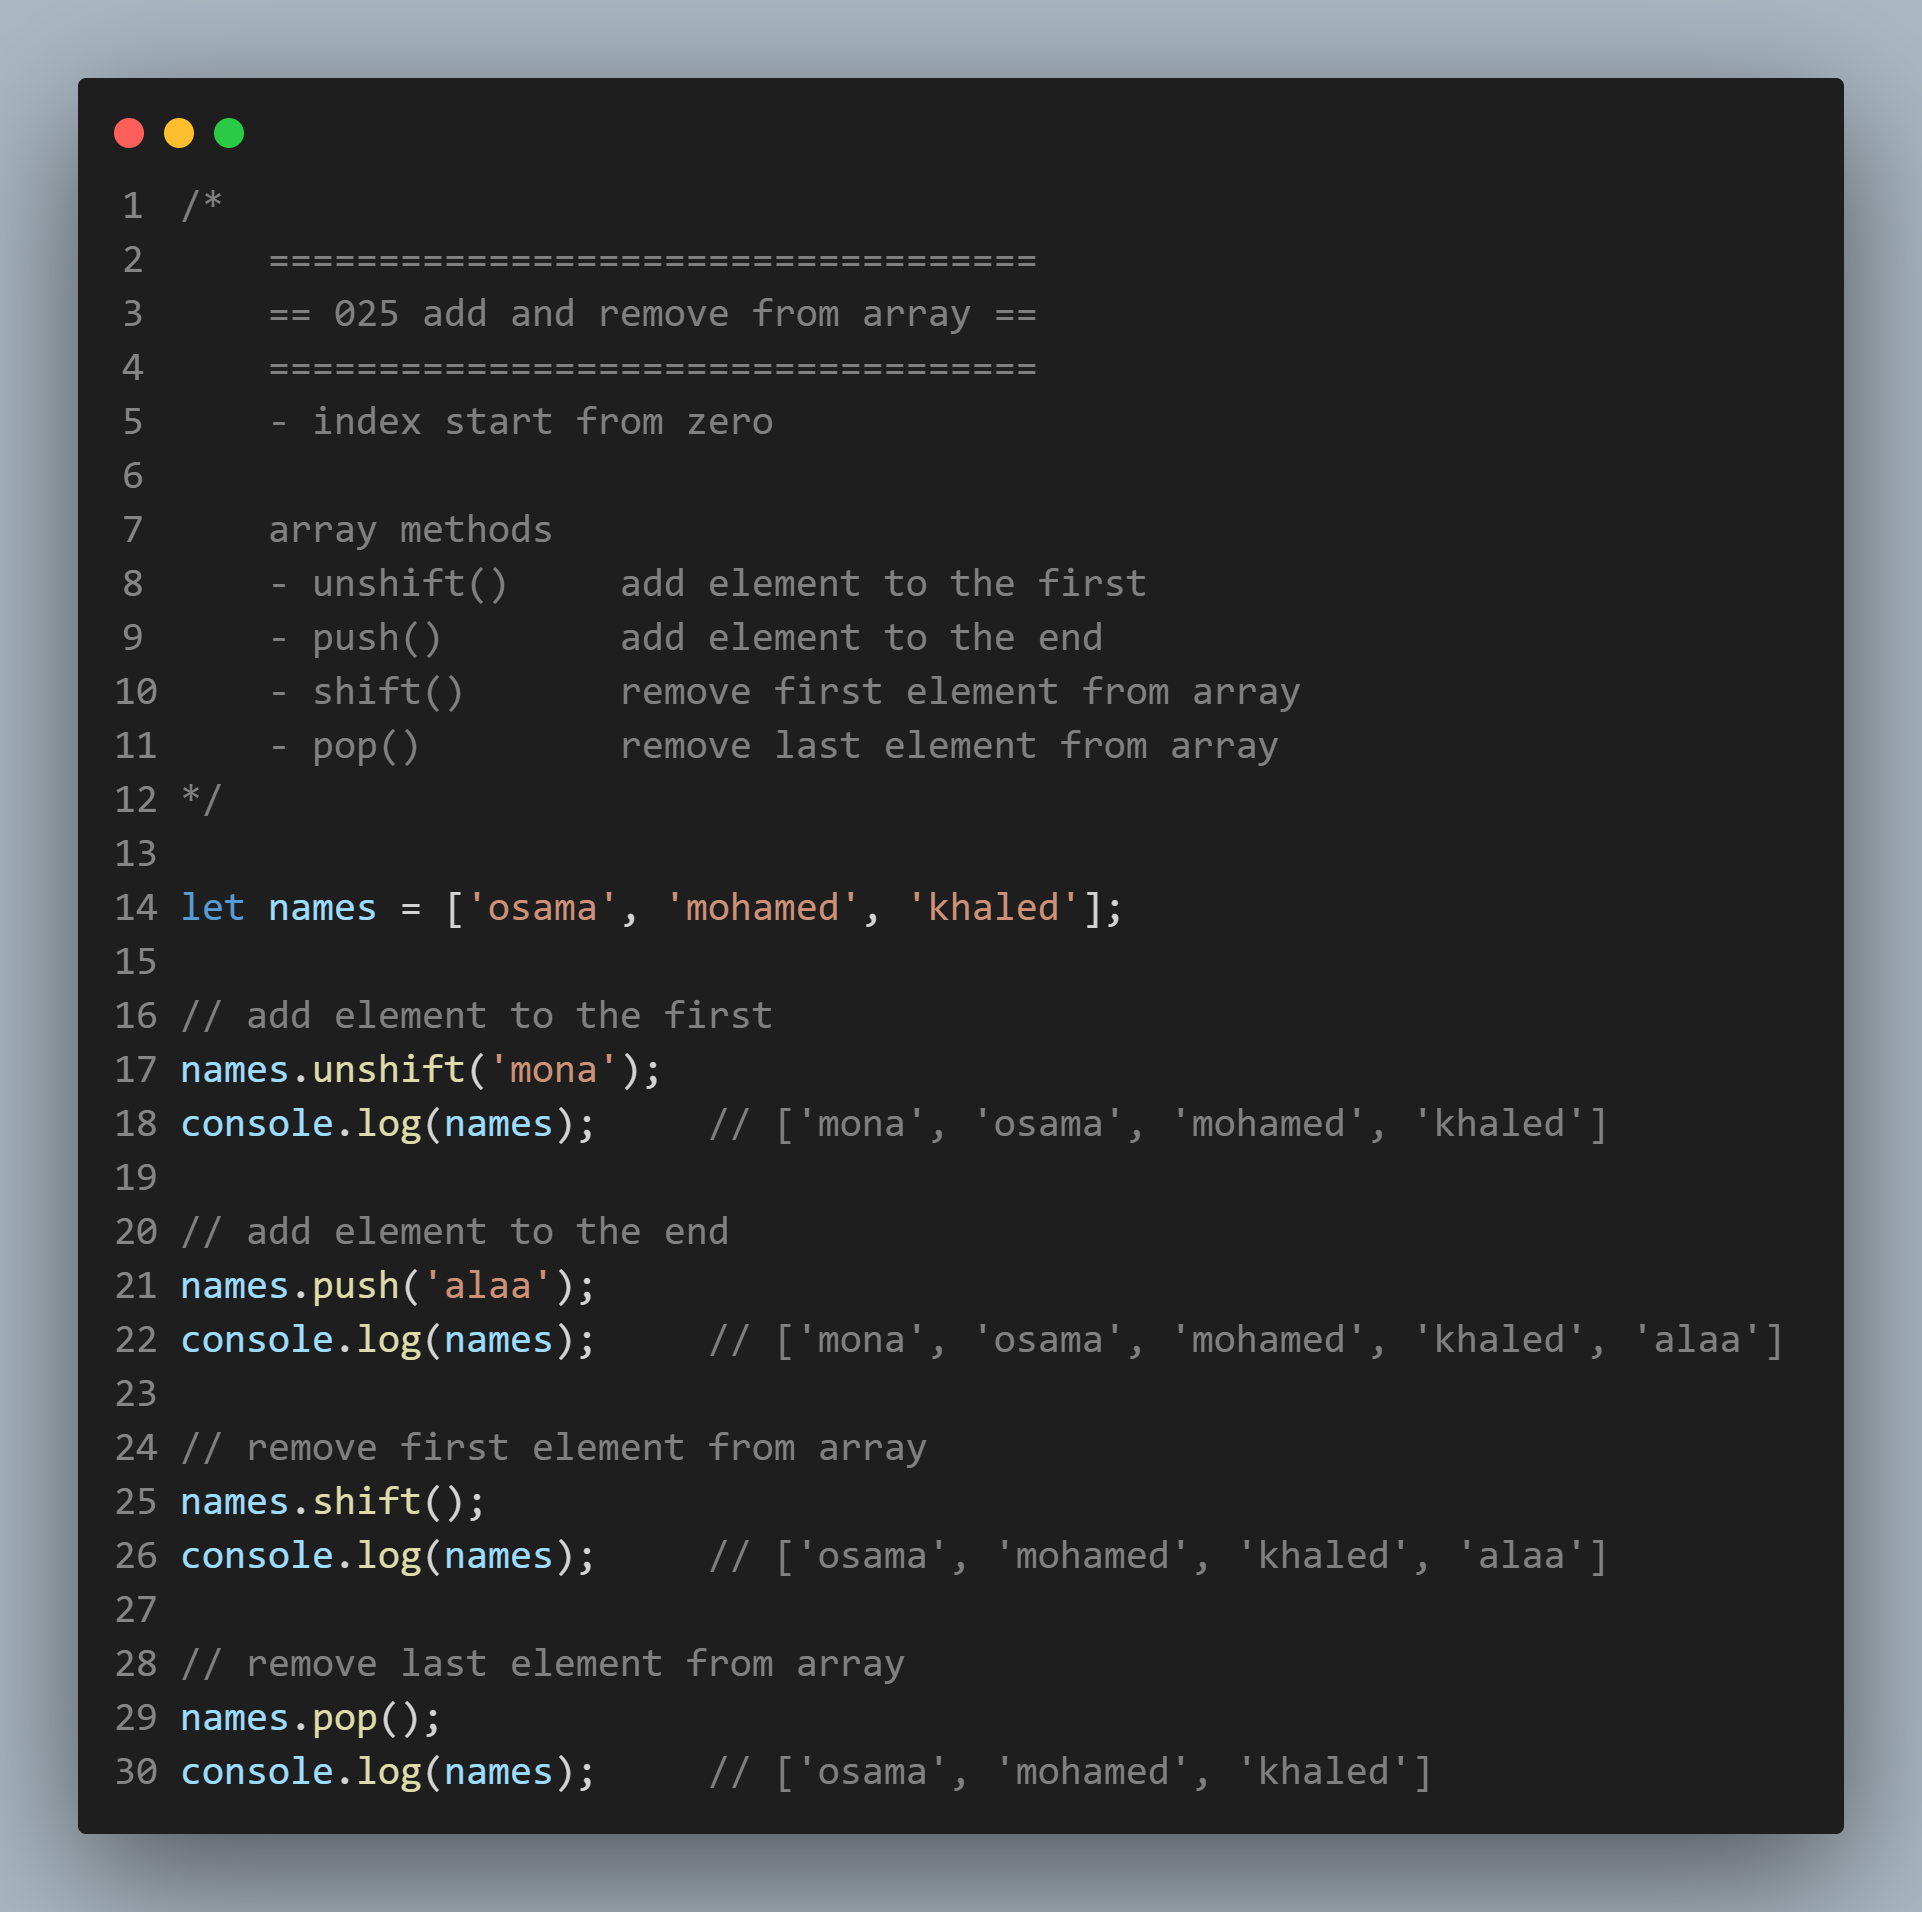 1 /*
2     ===================================
3     == 025 add and remove from array ==
4     ===================================
5     - index start from zero
6
7     array methods
8     - unshift()     add element to the first
9     - push()        add element to the end
10     - shift()       remove first element from array
11     - pop()         remove last element from array
12 */
13
14 let names = ['osama', 'mohamed', 'khaled'];
15
16 // add element to the first
17 names.unshift('mona');
18 console.log(names);     // ['mona', 'osama', 'mohamed', 'khaled']
19
20 // add element to the end
21 names.push('alaa');
22 console.log(names);     // ['mona', 'osama', 'mohamed', 'khaled', 'alaa']
23
24 // remove first element from array
25 names.shift();
26 console.log(names);     // ['osama', 'mohamed', 'khaled', 'alaa']
27
28 // remove last element from array
29 names.pop();
30 console.log(names);     // ['osama', 'mohamed', 'khaled']